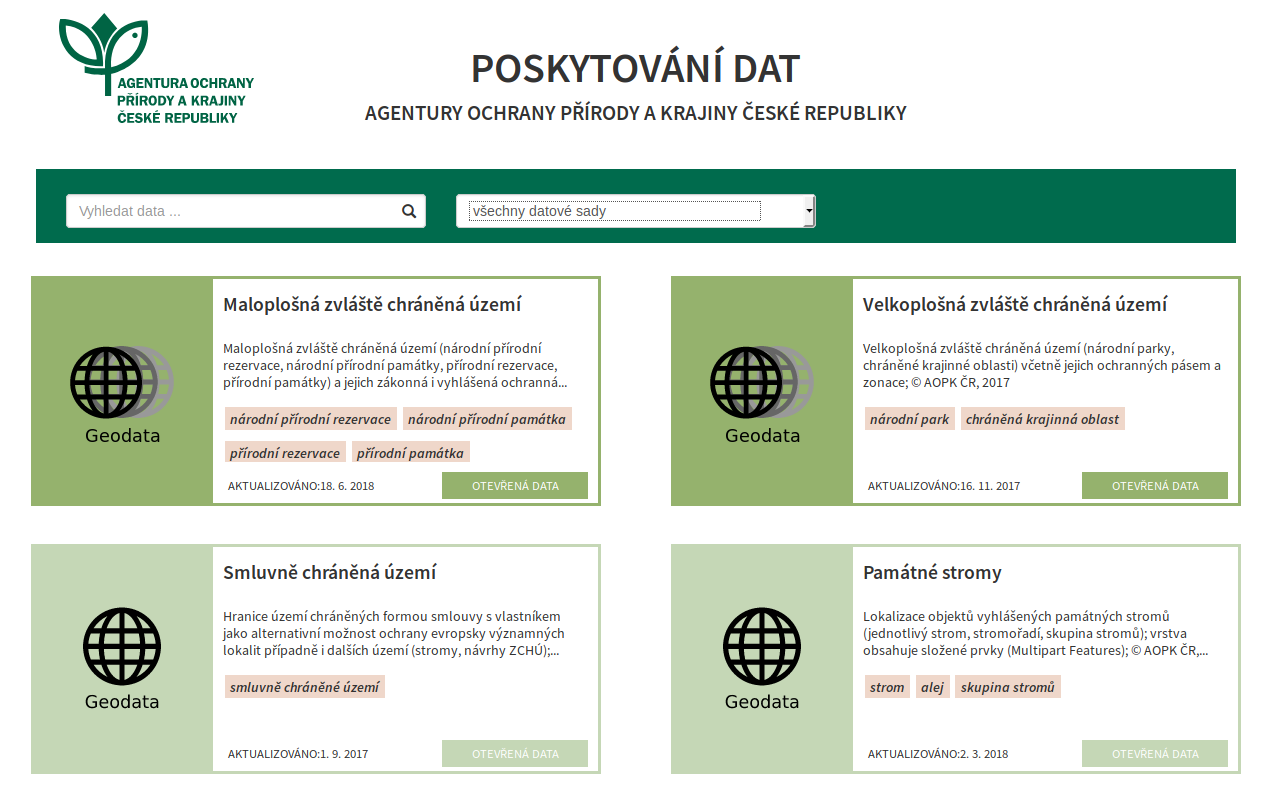 AGENTURA OCHRANY
PŘÍRODY A KRAJINY
ČESKÉ REPUBLIKY
POSKYTOVÁNÍ DAT
AGENTURY OCHRANY PŘÍRODY A KRAJINY ČESKÉ REPUBLIKY
Vyhledat data ...
všechny datové sady
Geodata
Maloplošná zvláště chráněná území
Maloplošná zvláště chráněná území (národní přírodní
rezervace, národní přírodní památky, přírodní rezervace,
přírodní památky) a jejich zákonná i vyhlášená ochranná...
národní přírodní rezervace národní přírodní památka
přírodní rezervace přírodní památka
AKTUALIZOVÁNO:18. 6. 2018 OTEVŘENÁ DATA
Geodata
Velkoplošná zvláště chráněná území
Velkoplošná zvláště chráněná území (národní parky,
chráněné krajinné oblasti) včetně jejich ochranných pásem a
zonace; © AOPK ČR, 2017
národní park chráněná krajinná oblast
AKTUALIZOVÁNO:16. 11. 2017 OTEVŘENÁ DATA
Geodata
Smluvně chráněná území
Hranice území chráněných formou smlouvy s vlastníkem
jako alternativní možnost ochrany evropsky významných
lokalit případně i dalších území (stromy, návrhy ZCHÚ);...
smluvně chráněné území
AKTUALIZOVÁNO:1. 9. 2017 OTEVŘENÁ DATA
Geodata
Památné stromy
Lokalizace objektů vyhlášených památných stromů
(jednotlivý strom, stromořadí, skupina stromů); vrstva
obsahuje složené prvky (Multipart Features); © AOPK ČR,...
strom alej skupina stromů
AKTUALIZOVÁNO:2. 3. 2018 OTEVŘENÁ DATA